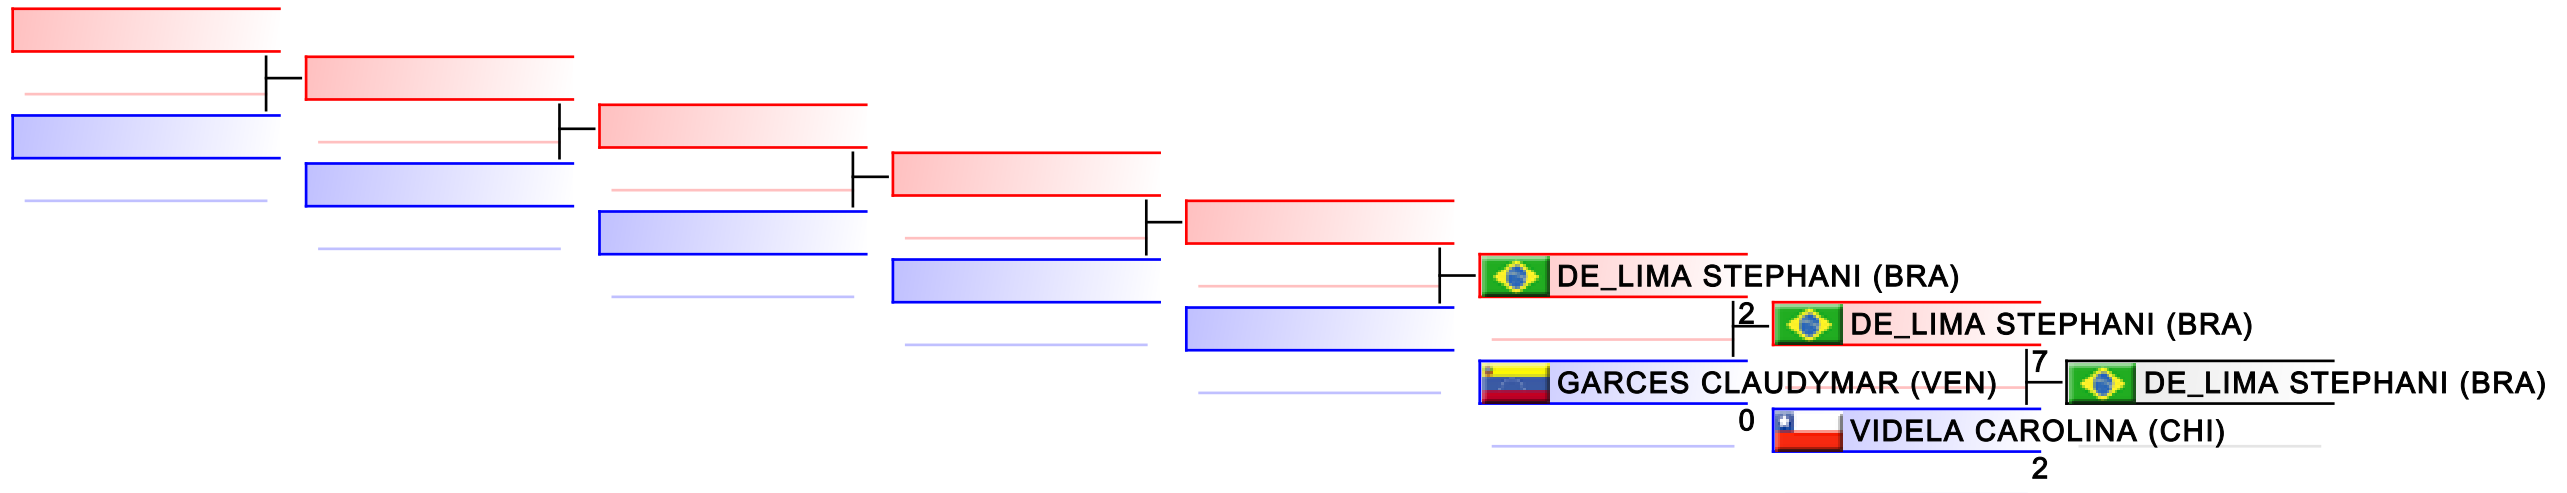 DE_LIMA STEPHANI (BRA)
2
DE_LIMA STEPHANI (BRA)
GARCES CLAUDYMAR (VEN)
0
7
DE_LIMA STEPHANI (BRA)
VIDELA CAROLINA (CHI)
2